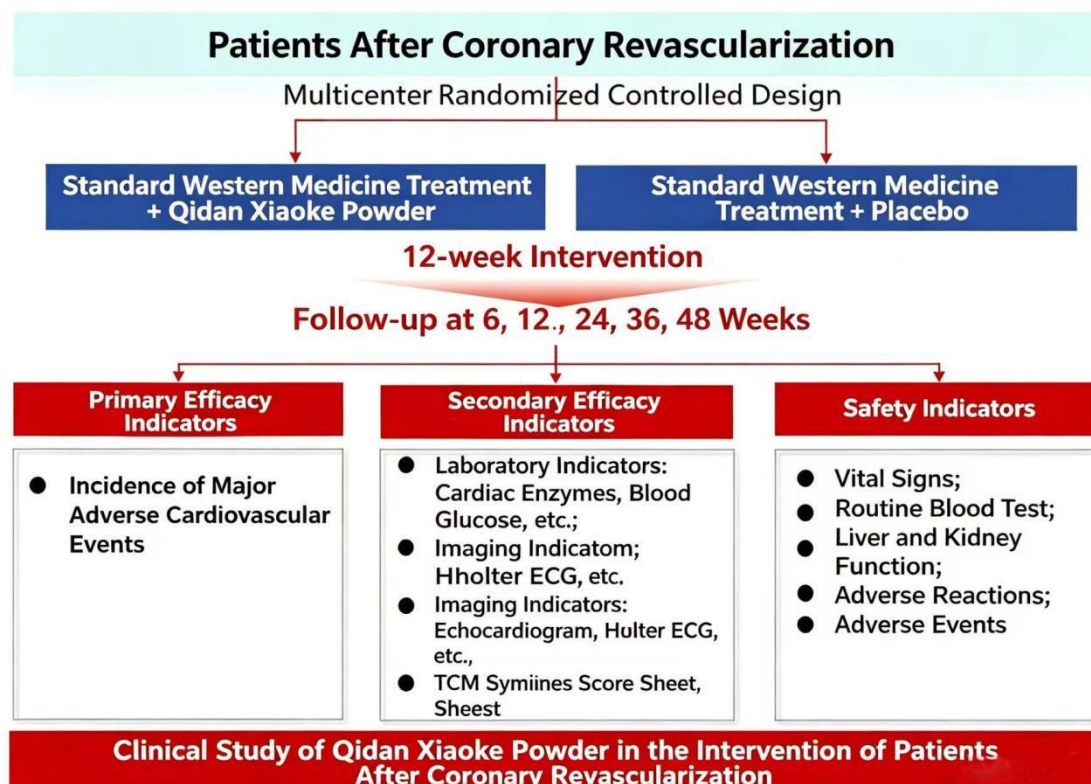 Patients After Coronary Revascularization
Multicenter Randomized Controlled Design
Standard Western Medicine Treatment
+ Qidan Xiaoke Powder
Standard Western Medicine
Treatment + Placebo
12-week Intervention
Follow-up at 6, 12., 24, 36, 48 Weeks
Primary Efficacy
Indicators
● Incidence of Major
Adverse Cardiovascular
Events
Secondary Efficacy
Indicators
● Laboratory Indicators:
Cardiac Enzymes, Blood
Glucose, etc.;
● Imaging Indicatom;
Hholter ECG, etc.
● Imaging Indicators:
Echocardiogram, Hulter ECG,
etc.,
● TCM Symiines Score Sheet,
Sheest
Safety Indicators
● Vital Signs;
● Routine Blood Test;
● Liver and Kidney
Function;
● Adverse Reactions;
● Adverse Events
Clinical Study of Qidan Xiaoke Powder in the Intervention of Patients
After Coronary Revascularization